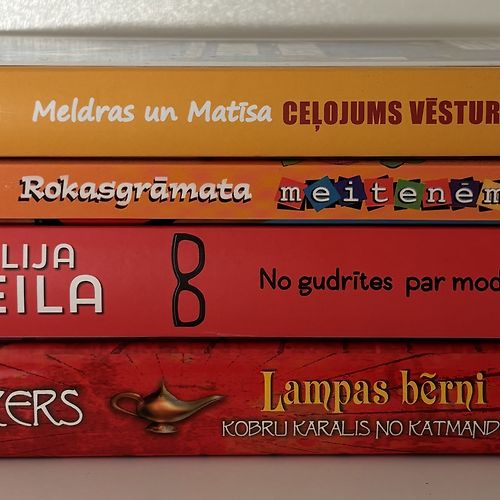 Meldras un Matīsa CEĻOJUMS VĒSTUR
Rokasgrāmata meitenēm
LIJA
EILA
No gudrītes par mod
KERS
Lampas bērni
KOBRU KARALIS NO KATMAND